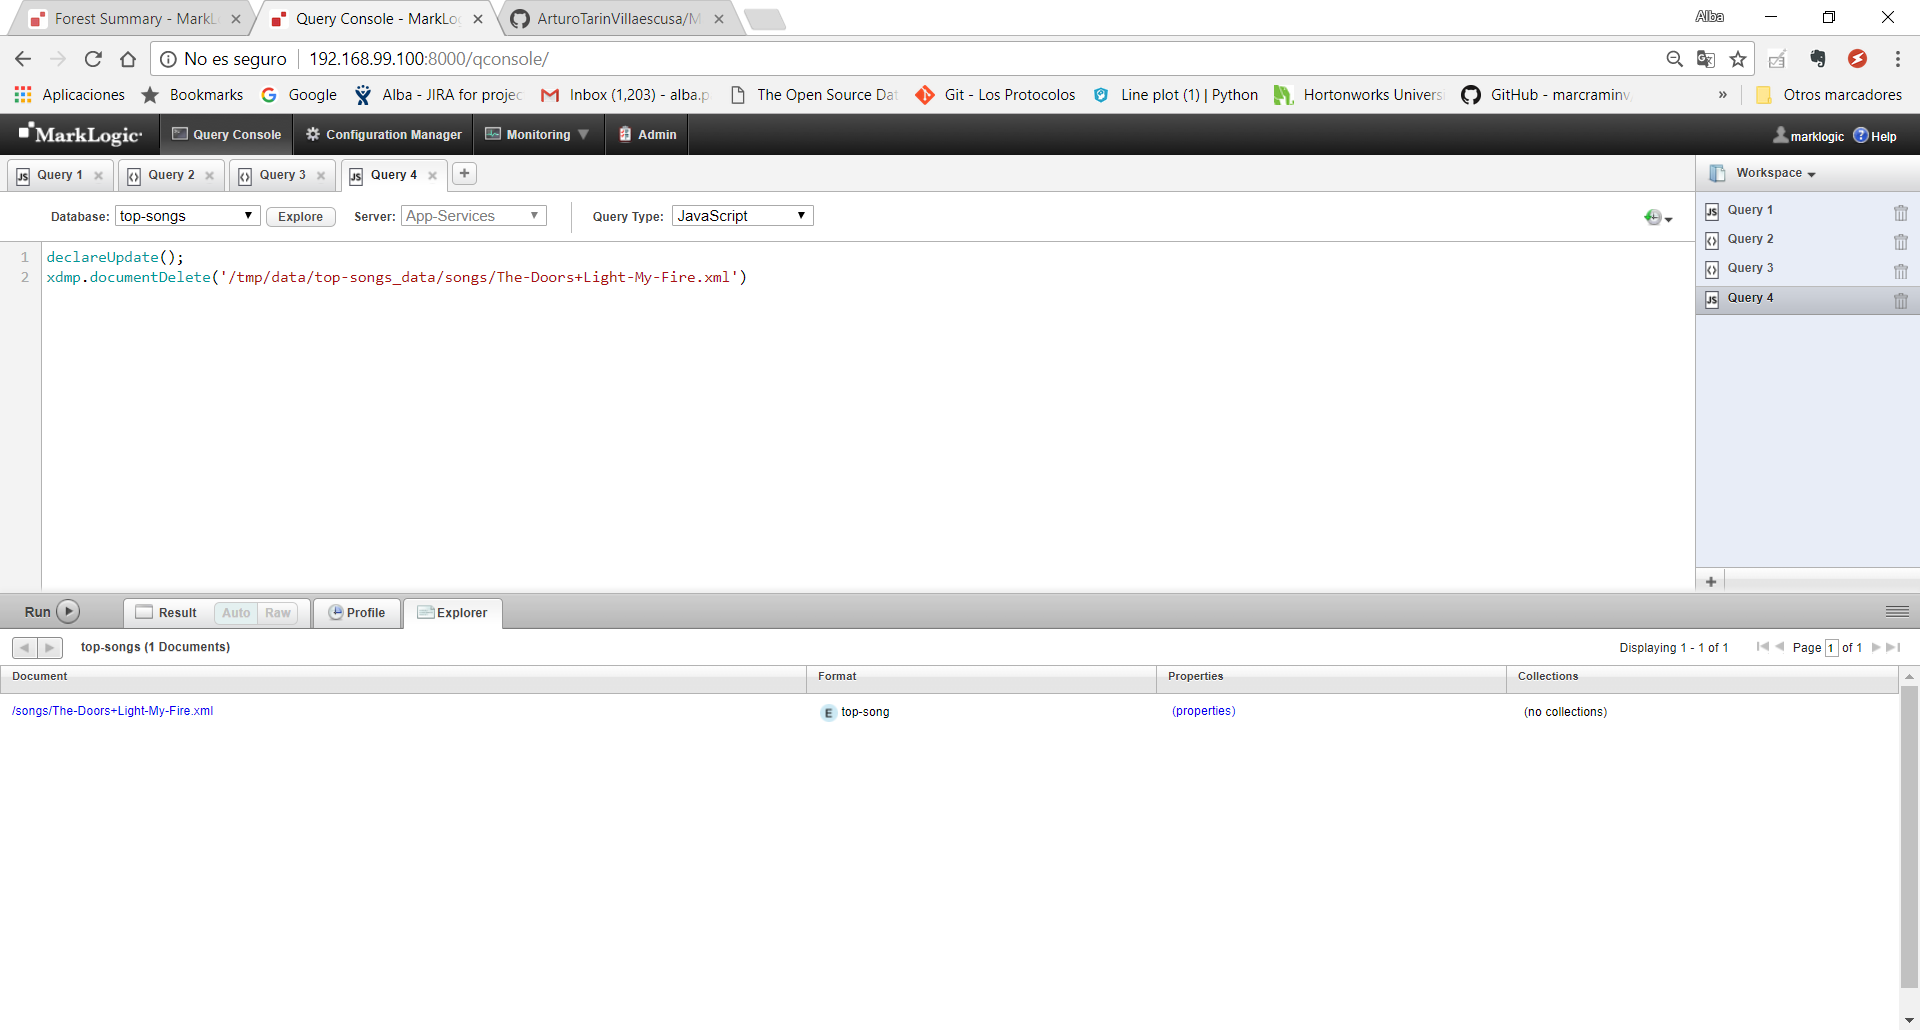 Forest Summary - MarkL
Query Console - MarkLo
ArturoTarinVillaescusa/M
Alba
No es seguro
192.168.99.100:8000/qconsole/
Aplicaciones
Bookmarks
Google
Alba - JIRA for projec
Inbox (1,203) - alba.p
The Open Source Dat
Git - Los Protocolos
Line plot (1) | Python
Hortonworks Univers
GitHub - marcraminv
»
Otros marcadores
MarkLogic
Query Console
Configuration Manager
Monitoring
Admin
marklogic
? Help
JS Query 1
Query 2
Query 3
JS Query 4
+
Workspace
Database: top-songs
Explore
Server: App-Services
Query Type: JavaScript
JS Query 1
Query 2
Query 3
JS Query 4
1 declareUpdate();
2 xdmp.documentDelete('/tmp/data/top-songs_data/songs/The-Doors+Light-My-Fire.xml')
+
Run
Result
Auto
Raw
Profile
Explorer
top-songs (1 Documents)
Displaying 1 - 1 of 1
Page 1 of 1
Document
Format
Properties
Collections
/songs/The-Doors+Light-My-Fire.xml
E top-song
(properties)
(no collections)